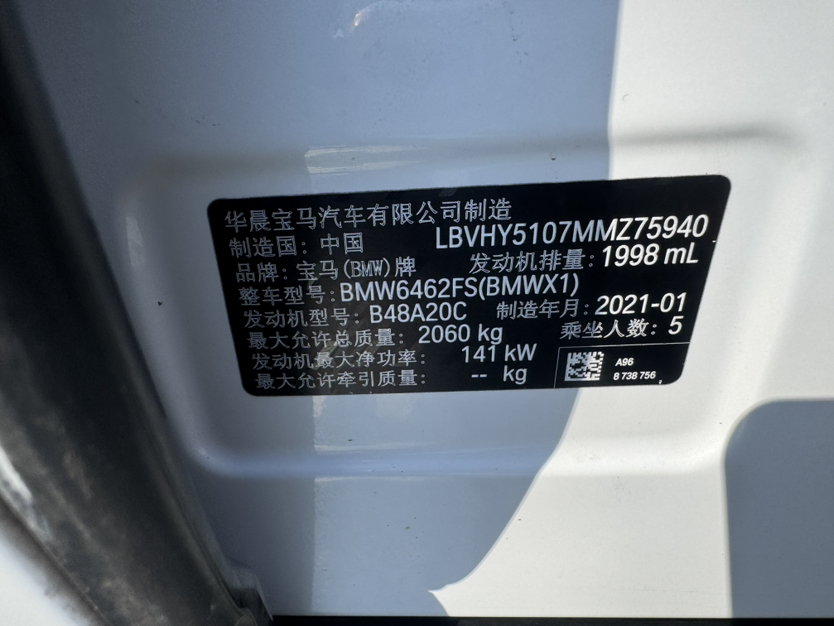 华晨宝马汽车有限公司制造
制造国：中国 LBVHY5107MMZ75940
品牌：宝马(BMW)牌 发动机排量：1998 mL
整车型号：BMW6462FS(BMWX1)
发动机型号：B48A20C 制造年月：2021-01
最大允许总质量：2060 kg 乘坐人数：5
发动机最大净功率：141 kW
最大允许牵引质量：-- kg
A96
8 738 756